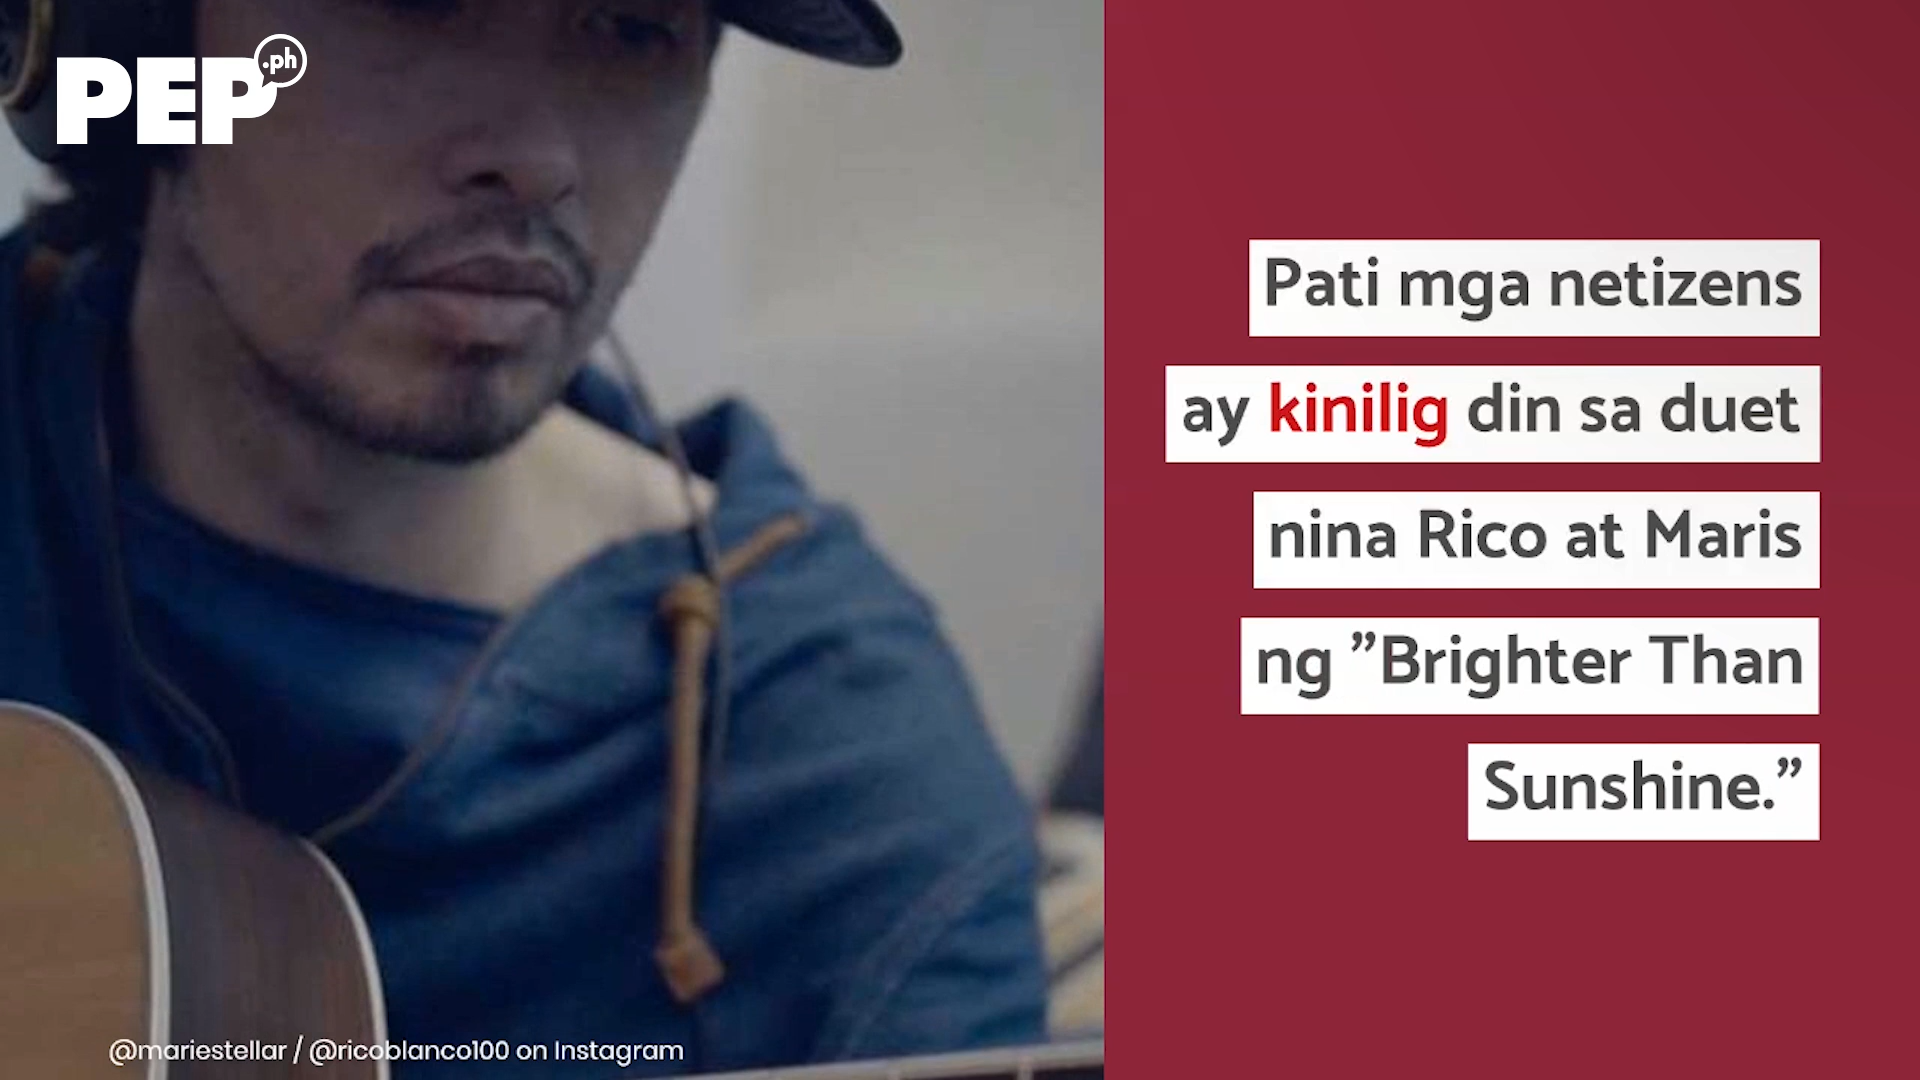 PEP.ph
Pati mga netizens
ay kinilig din sa duet
nina Rico at Maris
ng ”Brighter Than
Sunshine.”
@mariestellar / @ricoblanco100 on Instagram